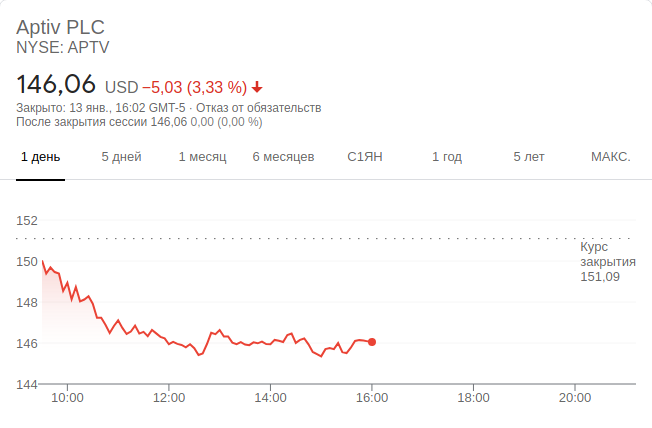 Aptiv PLC
NYSE: APTV
146,06 USD −5,03 (3,33 %)
Закрыто: 13 янв., 16:02 GMT-5 · Отказ от обязательств
После закрытия сессии 146,06 0,00 (0,00 %)
1 день 5 дней 1 месяц 6 месяцев С1ЯН 1 год 5 лет МАКС.
152
Курс
закрытия
151,09
150
148
146
144
10:00 12:00 14:00 16:00 18:00 20:00